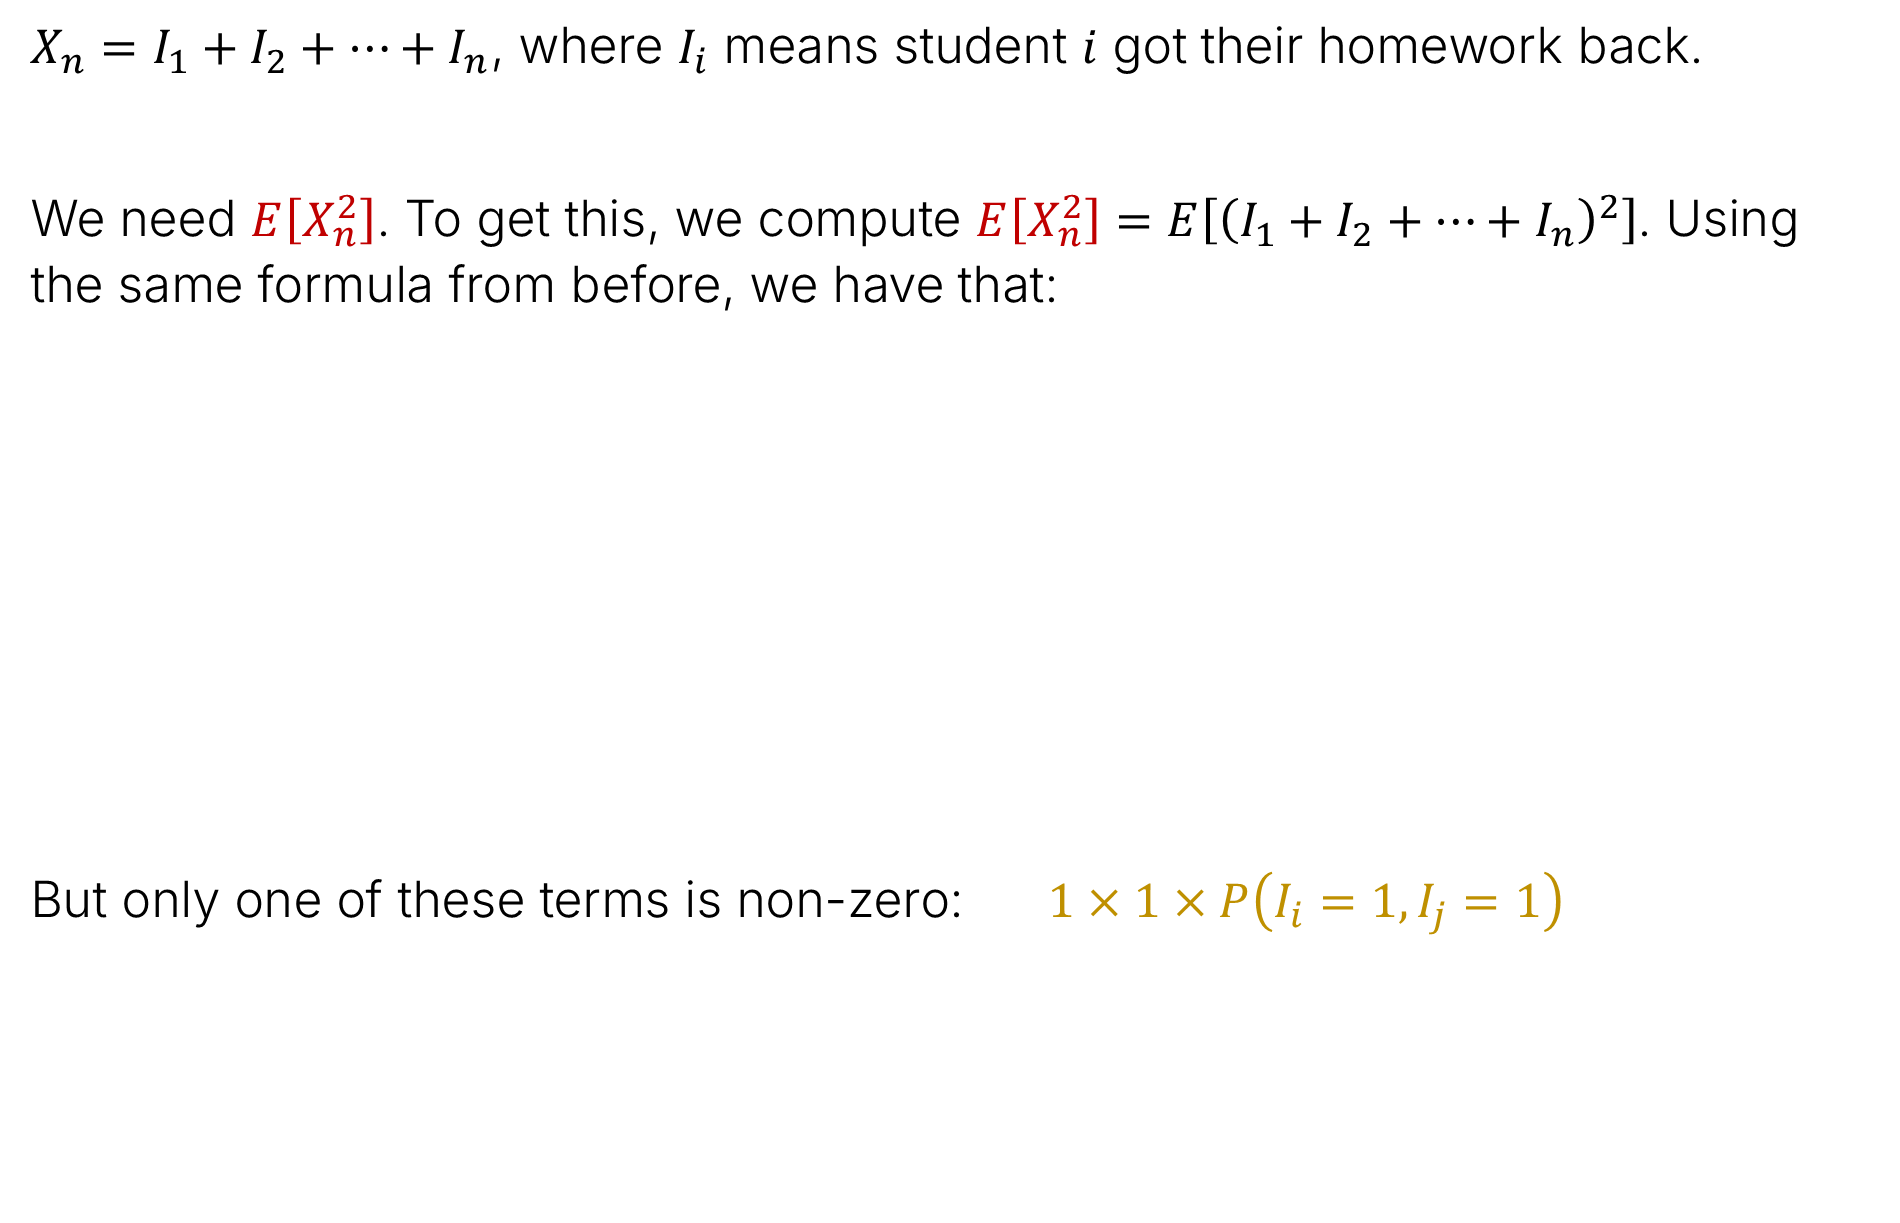 Xₙ = I₁ + I₂ + ⋯ + Iₙ, where Iᵢ means student i got their homework back.
We need E[Xₙ²]. To get this, we compute E[Xₙ²] = E[(I₁ + I₂ + ⋯ + Iₙ)²]. Using
the same formula from before, we have that:
But only one of these terms is non-zero: 1 × 1 × P(Iᵢ = 1, Iⱼ = 1)